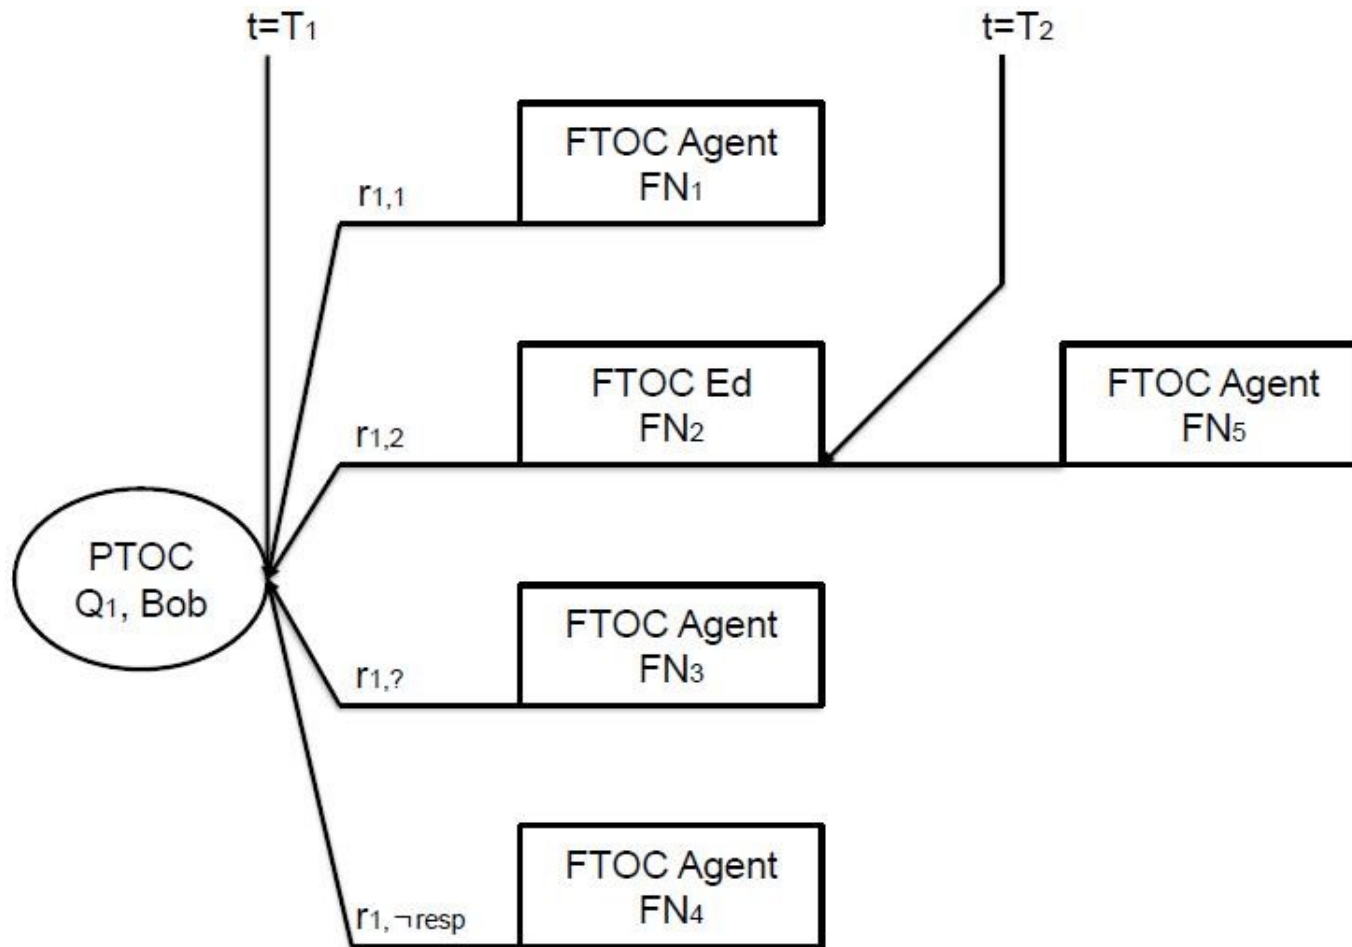 t=T₁
t=T₂
FTOC Agent
FN₁
r₁,₁
FTOC Ed
FN₂
FTOC Agent
FN₅
r₁,₂
PTOC
Q₁, Bob
FTOC Agent
FN₃
r₁,?
FTOC Agent
FN₄
r₁,¬resp